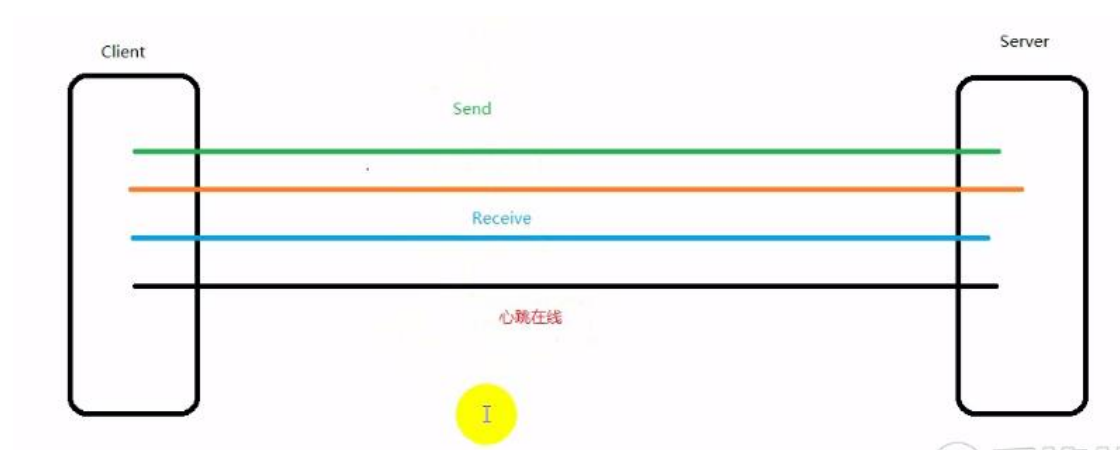 Client
Server
Send
Receive
心跳在线